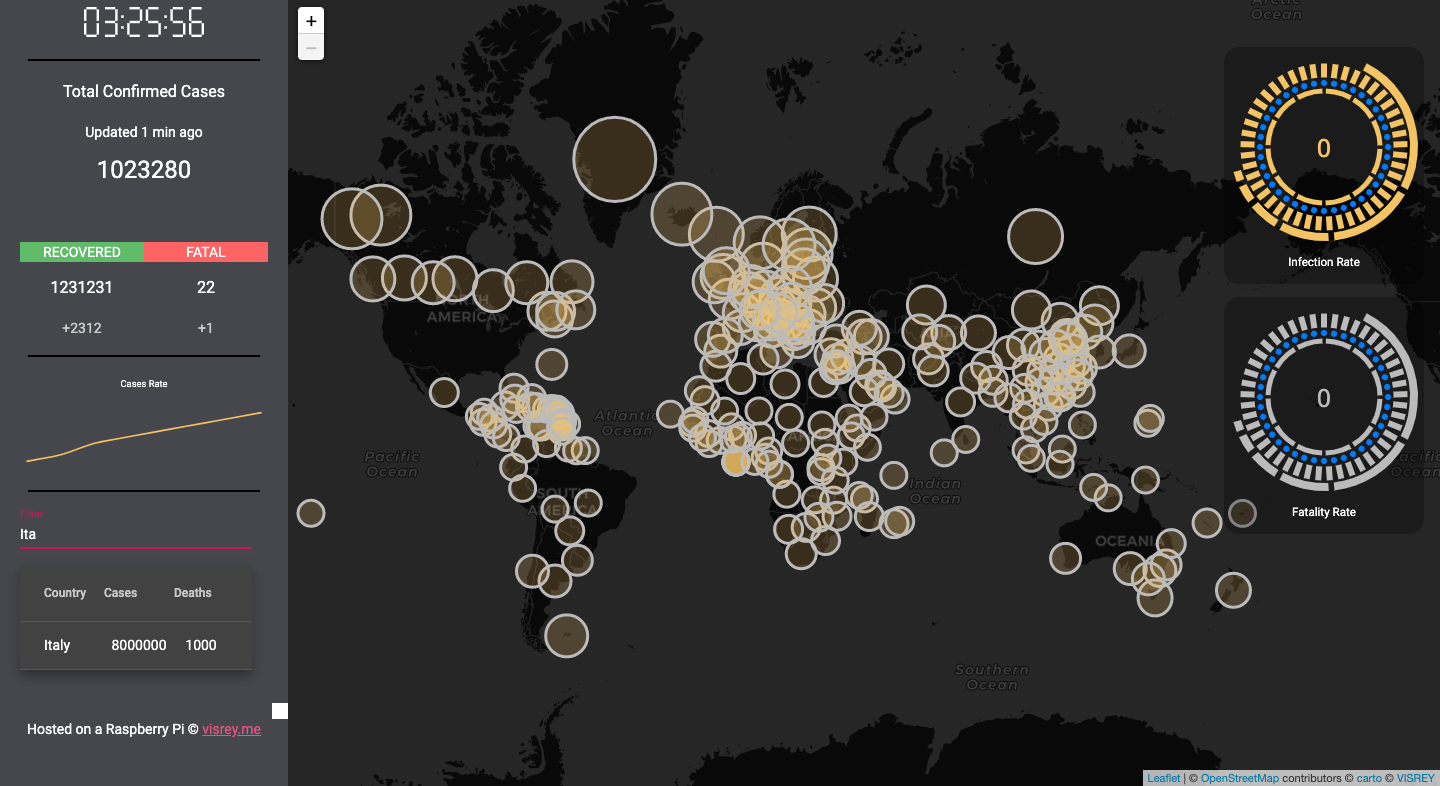 03:25:56
Total Confirmed Cases
Updated 1 min ago
1023280
RECOVERED FATAL
1231231 22
+2312 +1
Cases Rate
Filter
Ita
Country Cases Deaths
Italy 8000000 1000
Hosted on a Raspberry Pi © visrey.me
+
−
Arctic
Ocean
NORTH
AMERICA
Atlantic
Ocean
Pacific
Ocean
SOUTH
AMERICA
Indian
Ocean
OCEANIA
Southern
Ocean
Pacific
Ocean
0
Infection Rate
0
Fatality Rate
Leaflet | © OpenStreetMap contributors © carto © VISREY